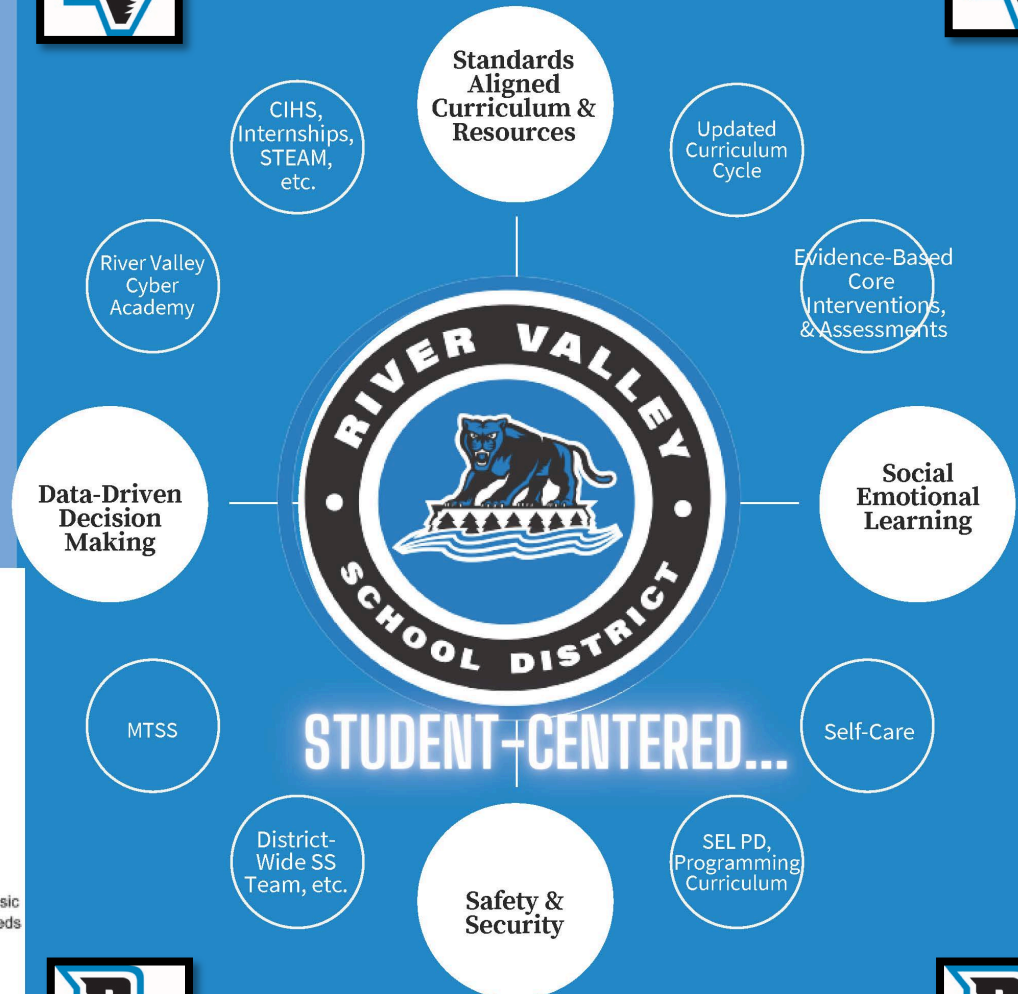 Standards
Aligned
Curriculum &
Resources
CIHS,
Internships,
STEAM,
etc.
Updated
Curriculum
Cycle
River Valley
Cyber
Academy
Evidence-Based
Core
Interventions,
& Assessments
RIVER VALLEY
SCHOOL DISTRICT
Data-Driven
Decision
Making
Social
Emotional
Learning
STUDENT-CENTERED...
MTSS
Self-Care
District-
Wide SS
Team, etc.
SEL PD,
Programming
Curriculum
Safety &
Security